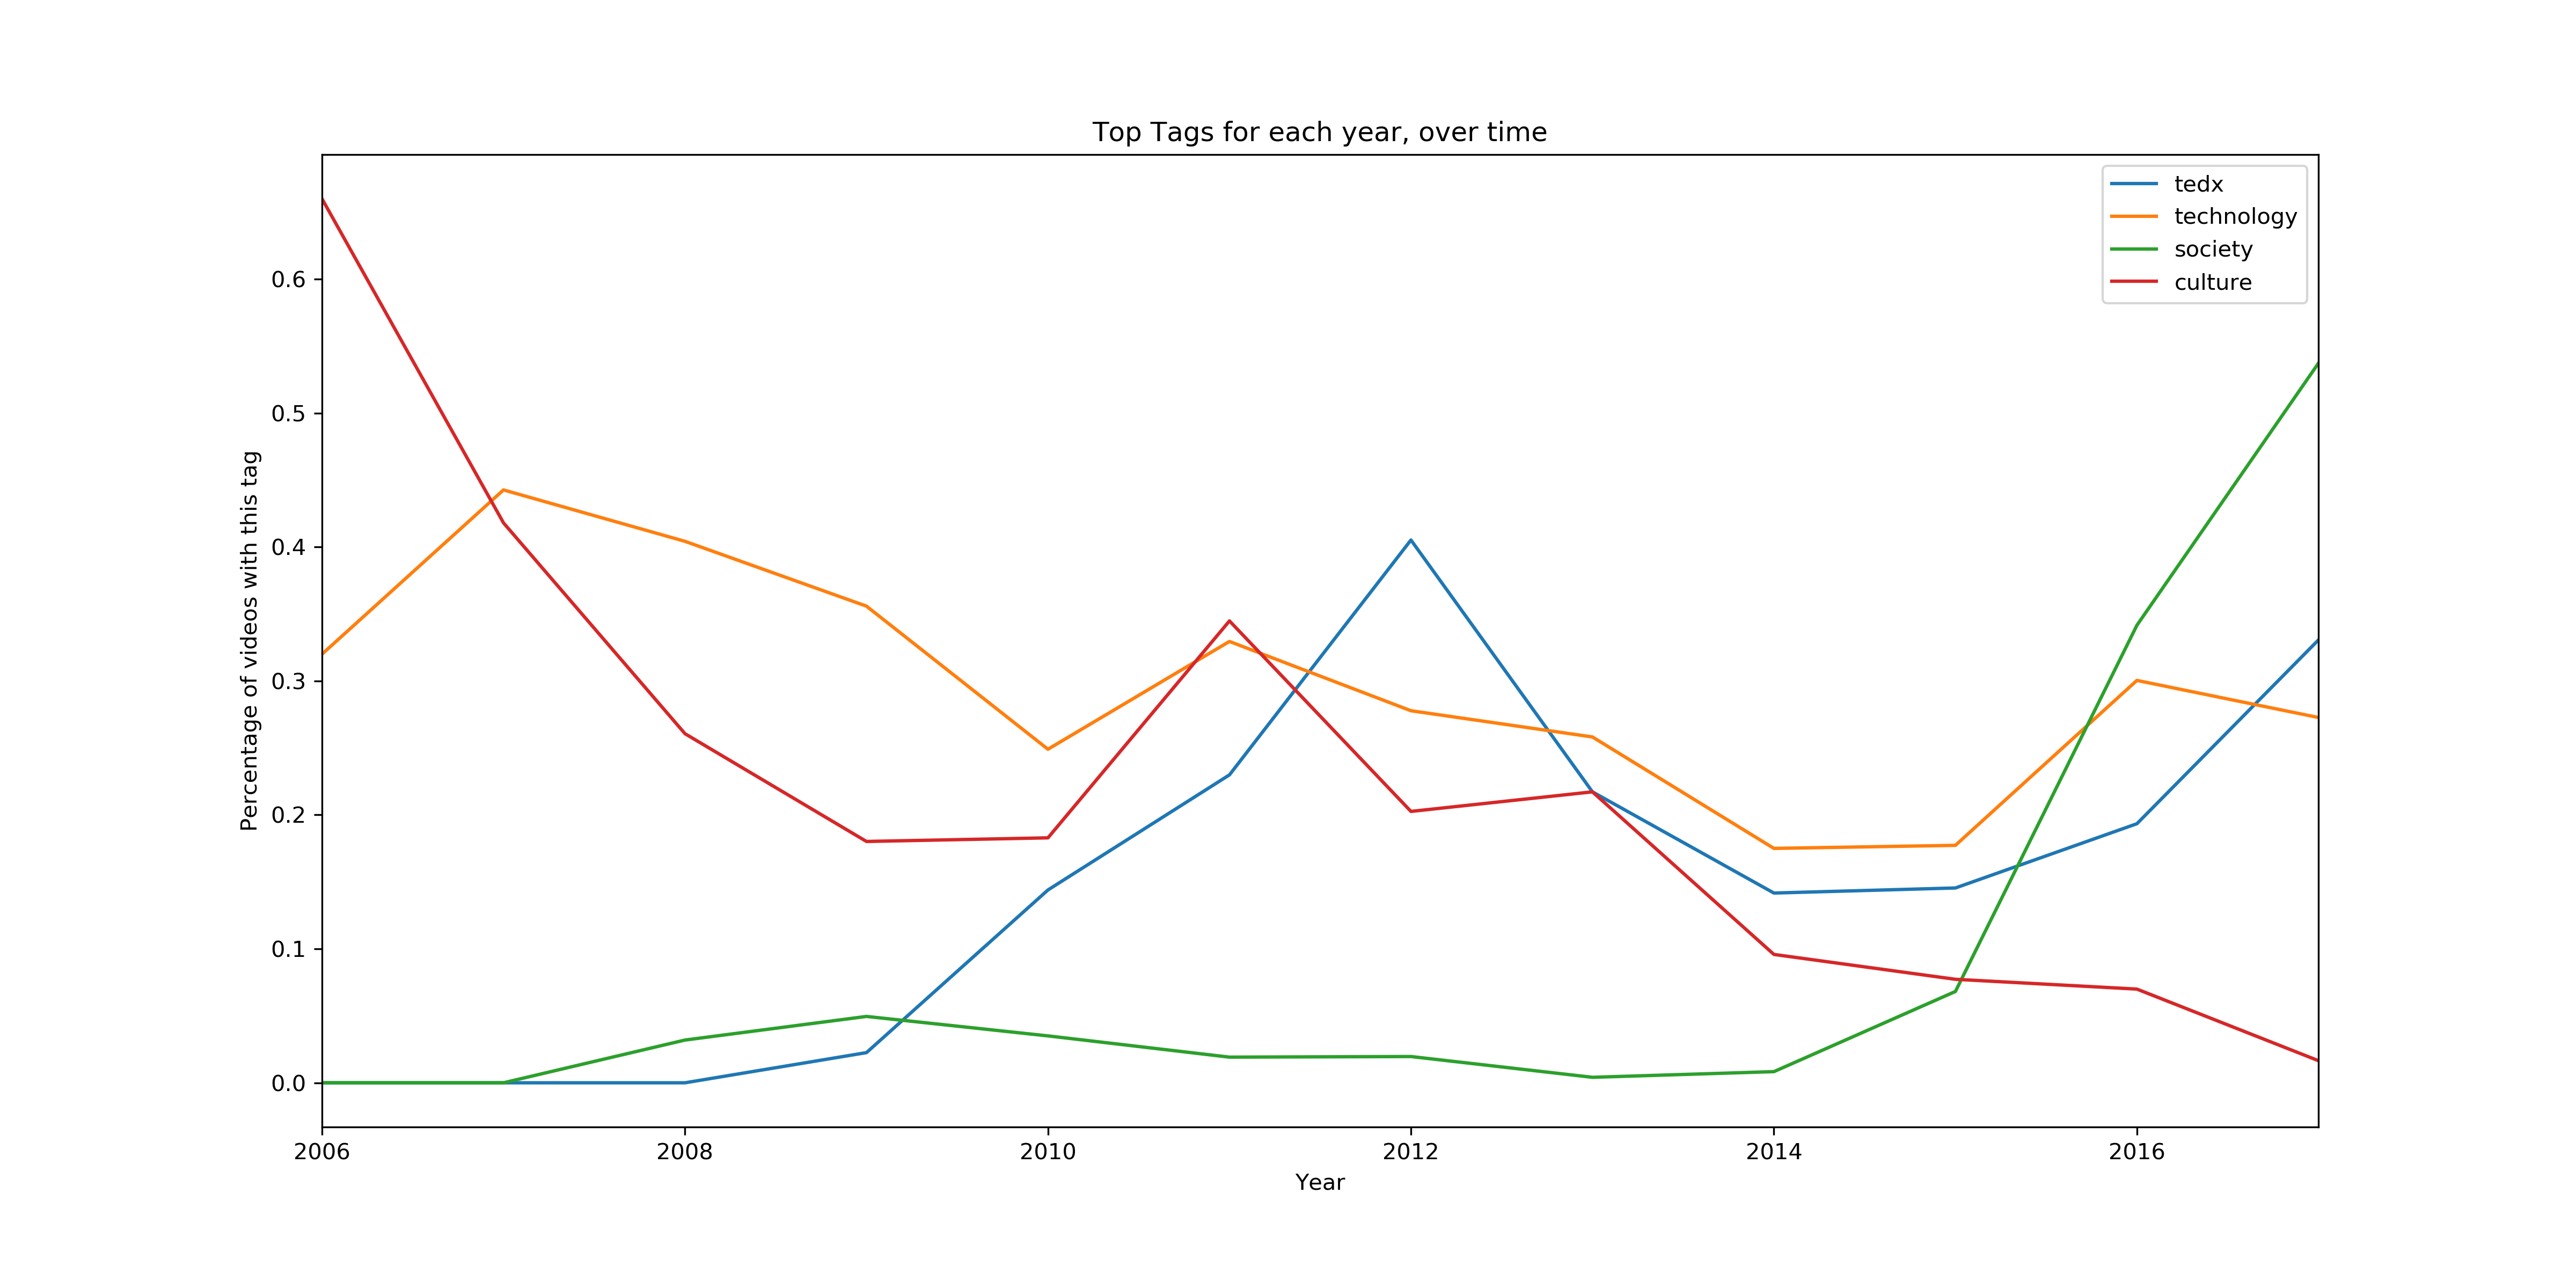 Top Tags for each year, over time
tedx
technology
society
culture
Percentage of videos with this tag
0.6
0.5
0.4
0.3
0.2
0.1
0.0
2006
2008
2010
2012
2014
2016
Year